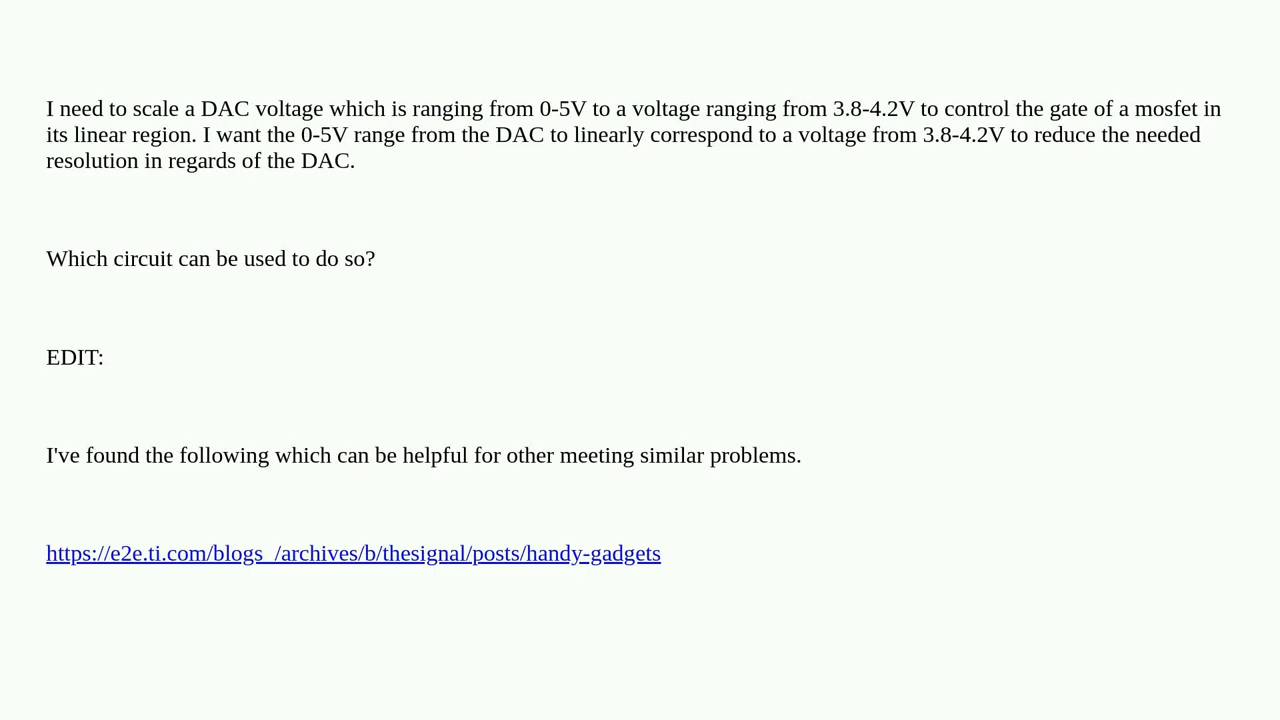 I need to scale a DAC voltage which is ranging from 0-5V to a voltage ranging from 3.8-4.2V to control the gate of a mosfet in
its linear region. I want the 0-5V range from the DAC to linearly correspond to a voltage from 3.8-4.2V to reduce the needed
resolution in regards of the DAC.
Which circuit can be used to do so?
EDIT:
I've found the following which can be helpful for other meeting similar problems.
https://e2e.ti.com/blogs_/archives/b/thesignal/posts/handy-gadgets